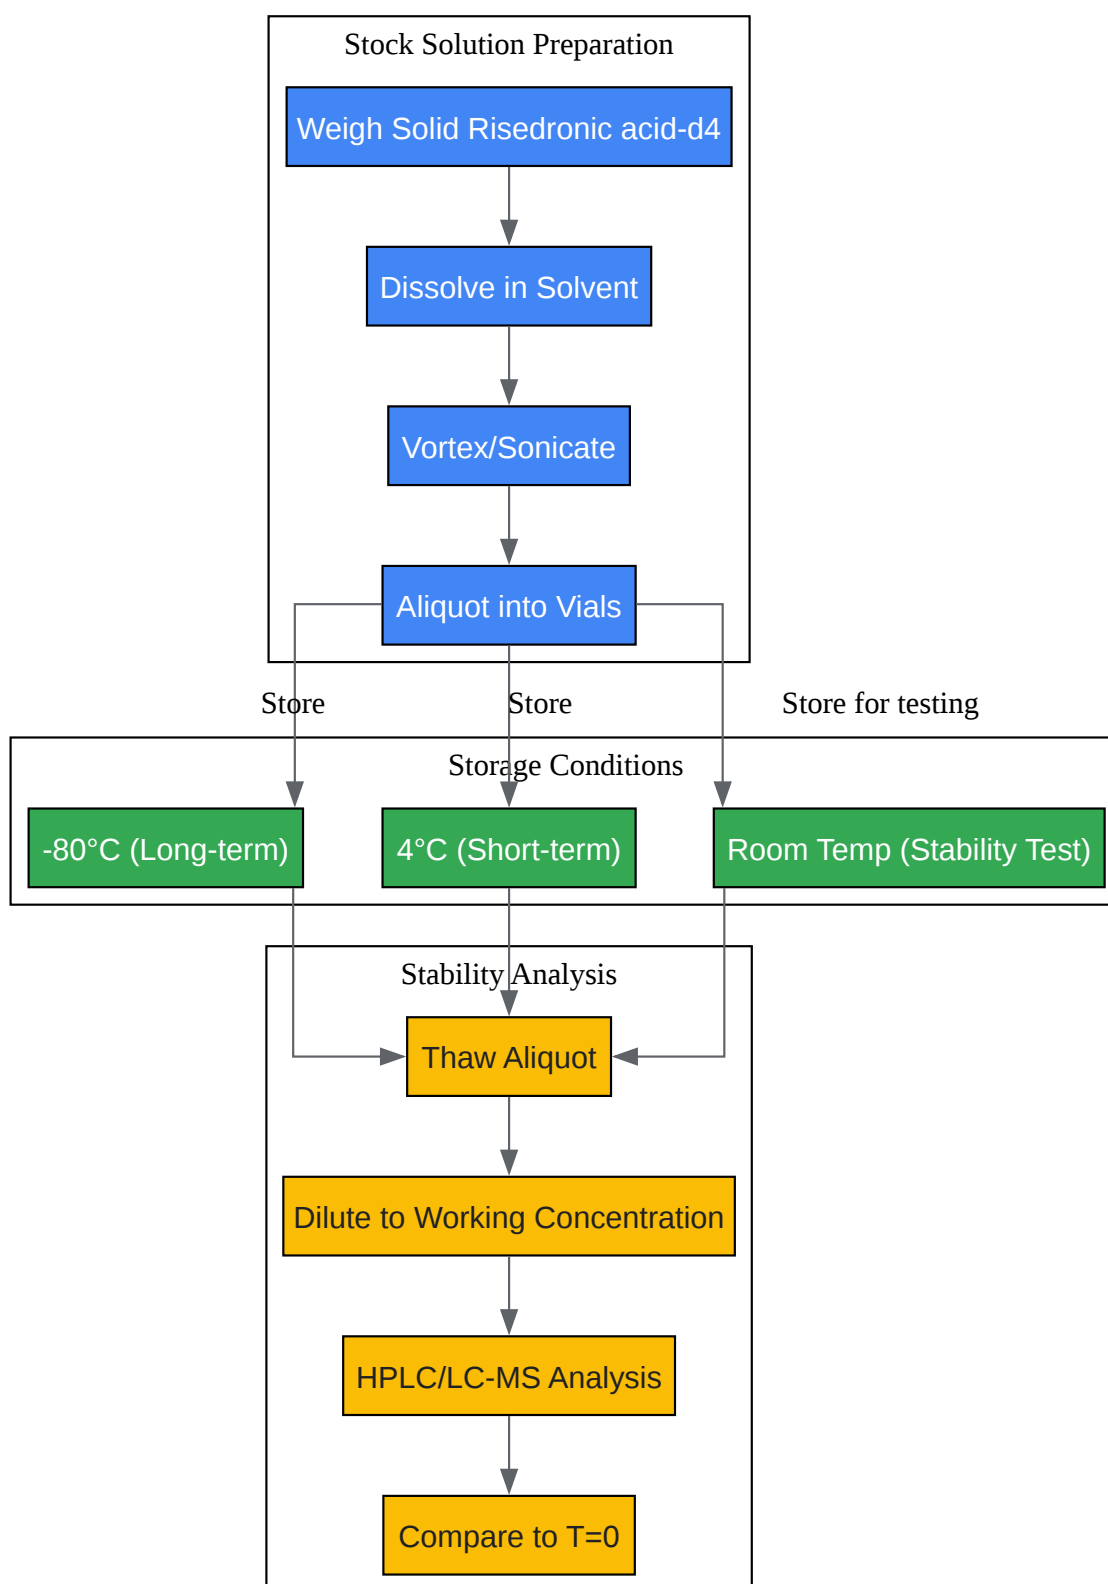 Stock Solution Preparation
Weigh Solid Risedronic acid-d4
Dissolve in Solvent
Vortex/Sonicate
Aliquot into Vials
Store
Store
Store for testing
Storage Conditions
-80°C (Long-term)
4°C (Short-term)
Room Temp (Stability Test)
Stability Analysis
Thaw Aliquot
Dilute to Working Concentration
HPLC/LC-MS Analysis
Compare to T=0